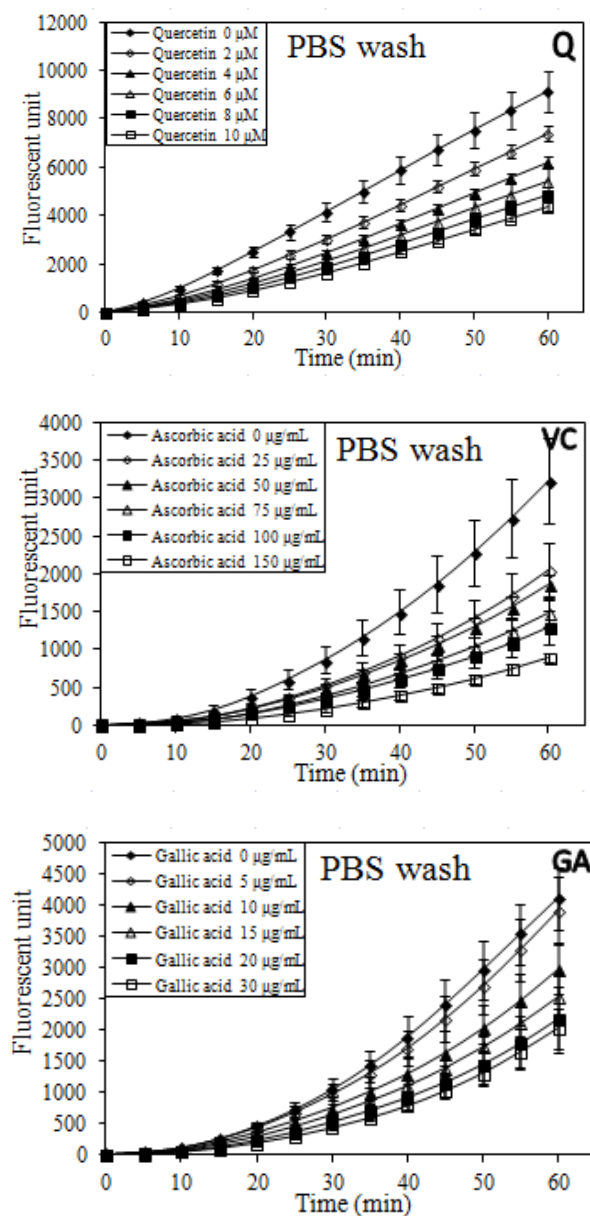 12000
10000
8000
6000
4000
2000
0
Fluorescent unit
Quercetin 0 μM
Quercetin 2 μM
Quercetin 4 μM
Quercetin 6 μM
Quercetin 8 μM
Quercetin 10 μM
PBS wash
Q
0 10 20 30 40 50 60
Time (min)
4000
3500
3000
2500
2000
1500
1000
500
0
Fluorescent unit
Ascorbic acid 0 μg/mL
Ascorbic acid 25 μg/mL
Ascorbic acid 50 μg/mL
Ascorbic acid 75 μg/mL
Ascorbic acid 100 μg/mL
Ascorbic acid 150 μg/mL
PBS wash
VC
0 10 20 30 40 50 60
Time (min)
5000
4500
4000
3500
3000
2500
2000
1500
1000
500
0
Fluorescent unit
Gallic acid 0 μg/mL
Gallic acid 5 μg/mL
Gallic acid 10 μg/mL
Gallic acid 15 μg/mL
Gallic acid 20 μg/mL
Gallic acid 30 μg/mL
PBS wash
GA
0 10 20 30 40 50 60
Time (min)